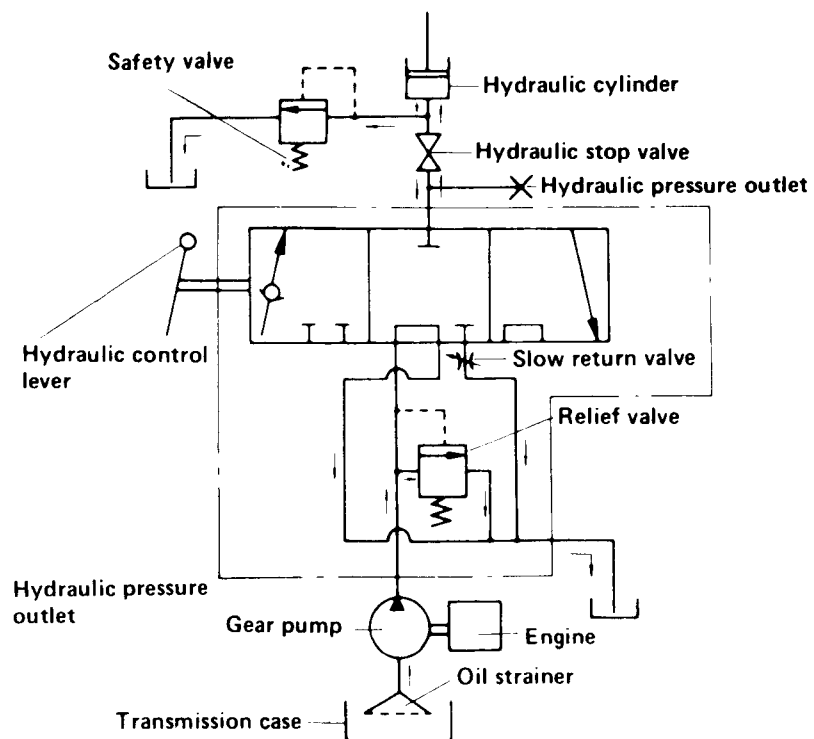 Safety valve
Hydraulic cylinder
Hydraulic stop valve
Hydraulic pressure outlet
Hydraulic control
lever
Slow return valve
Relief valve
Hydraulic pressure
outlet
Gear pump
Engine
Oil strainer
Transmission case